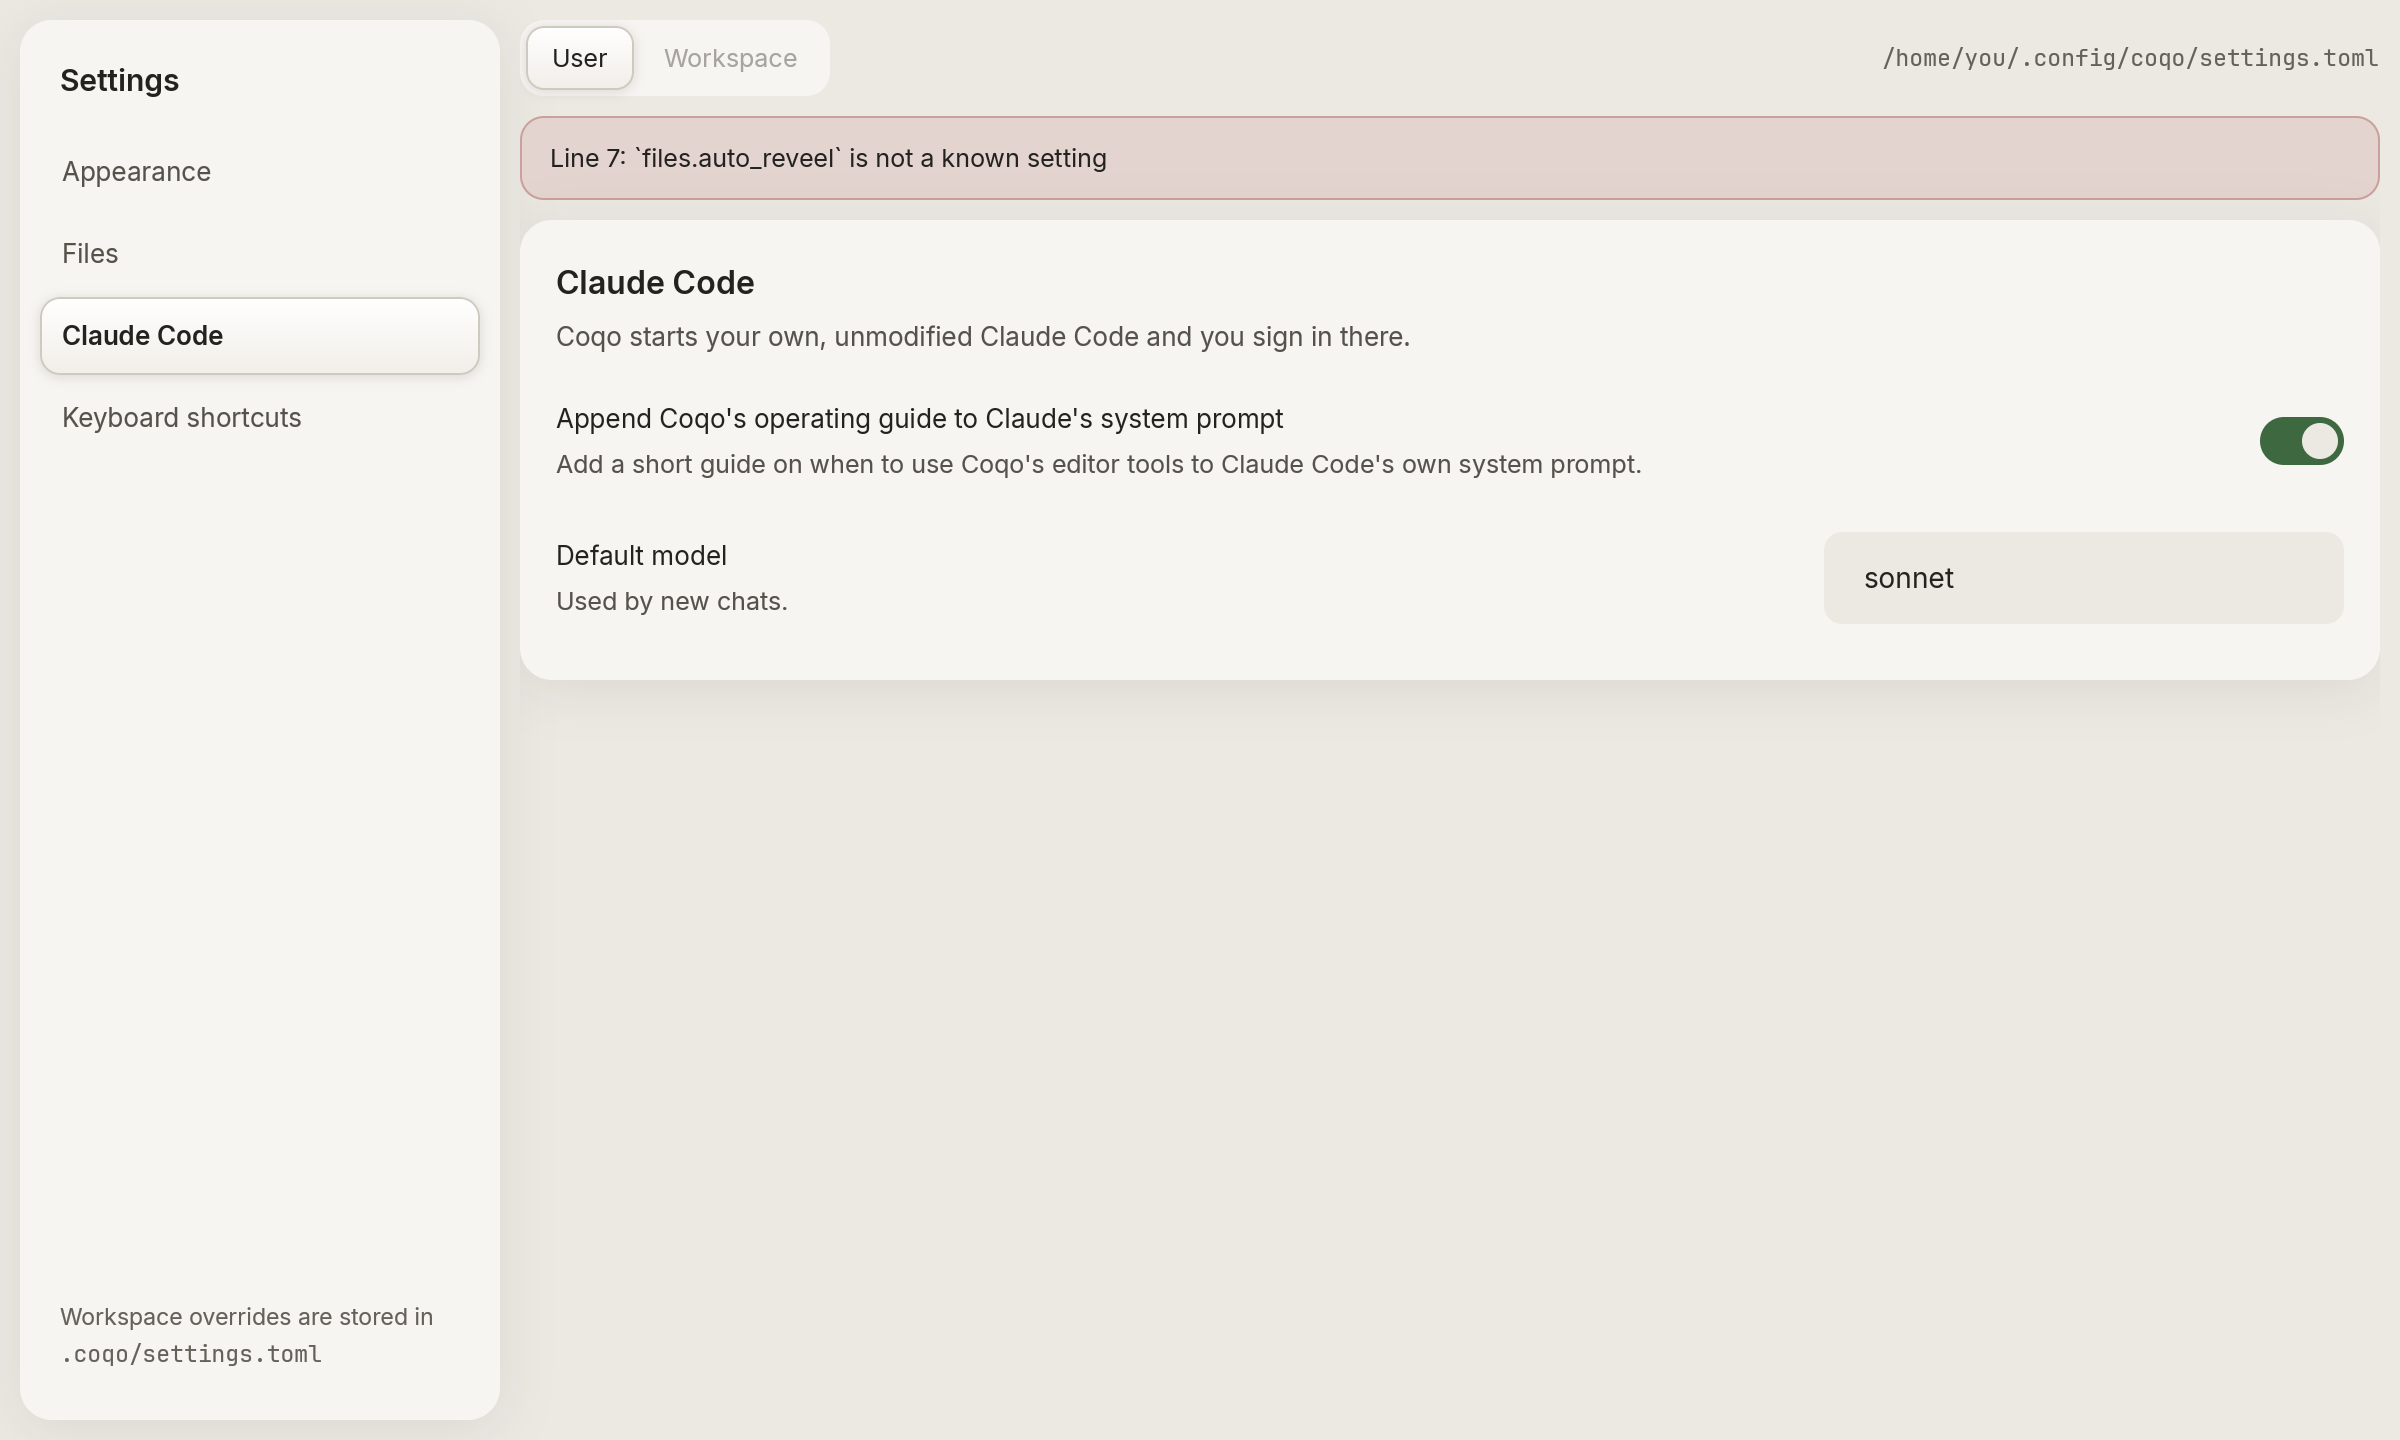 Settings
Appearance
Files
Claude Code
Keyboard shortcuts
Workspace overrides are stored in
.coqo/settings.toml
User
Workspace
/home/you/.config/coqo/settings.toml
Line 7: `files.auto_reveel` is not a known setting
Claude Code
Coqo starts your own, unmodified Claude Code and you sign in there.
Append Coqo's operating guide to Claude's system prompt
Add a short guide on when to use Coqo's editor tools to Claude Code's own system prompt.
Default model
Used by new chats.
sonnet